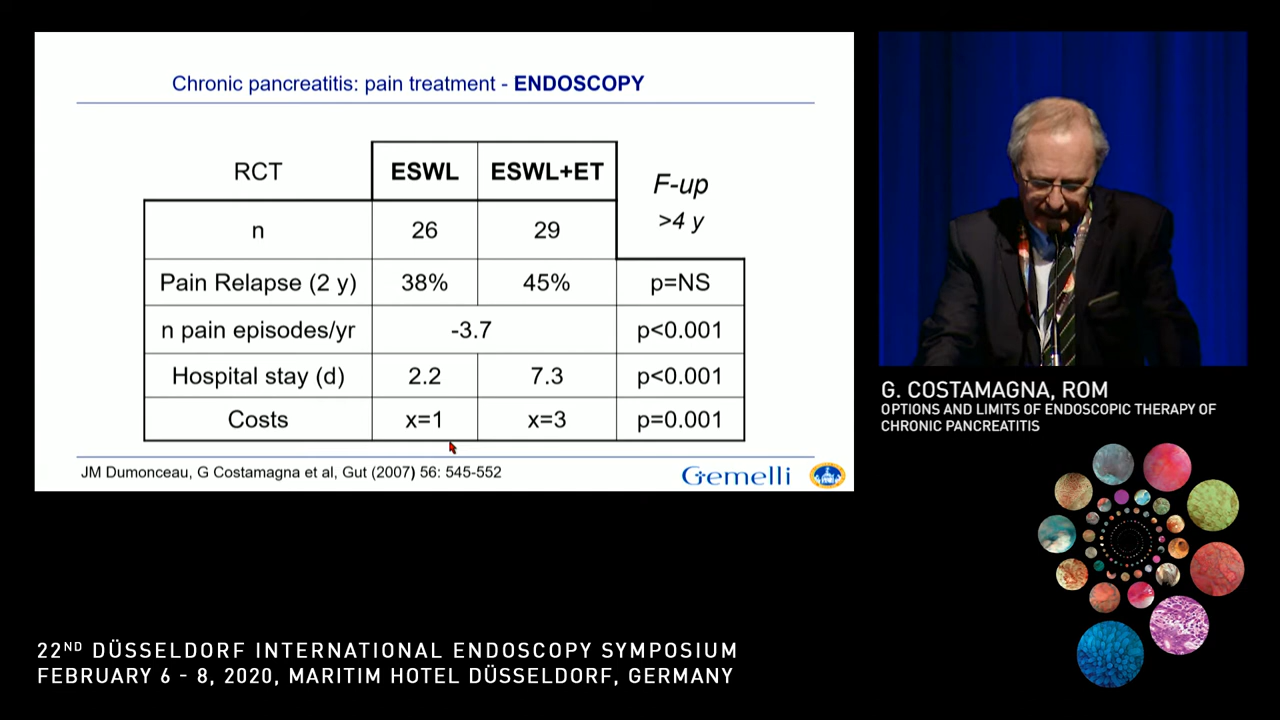 Chronic pancreatitis: pain treatment - ENDOSCOPY
RCT ESWL ESWL+ET F-up
>4 y
n 26 29
Pain Relapse (2 y) 38% 45% p=NS
n pain episodes/yr -3.7 p<0.001
Hospital stay (d) 2.2 7.3 p<0.001
Costs x=1 x=3 p=0.001
JM Dumonceau, G Costamagna et al, Gut (2007) 56: 545-552
Gemelli
G. COSTAMAGNA, ROM
OPTIONS AND LIMITS OF ENDOSCOPIC THERAPY OF
CHRONIC PANCREATITIS
22ND DÜSSELDORF INTERNATIONAL ENDOSCOPY SYMPOSIUM
FEBRUARY 6 - 8, 2020, MARITIM HOTEL DÜSSELDORF, GERMANY